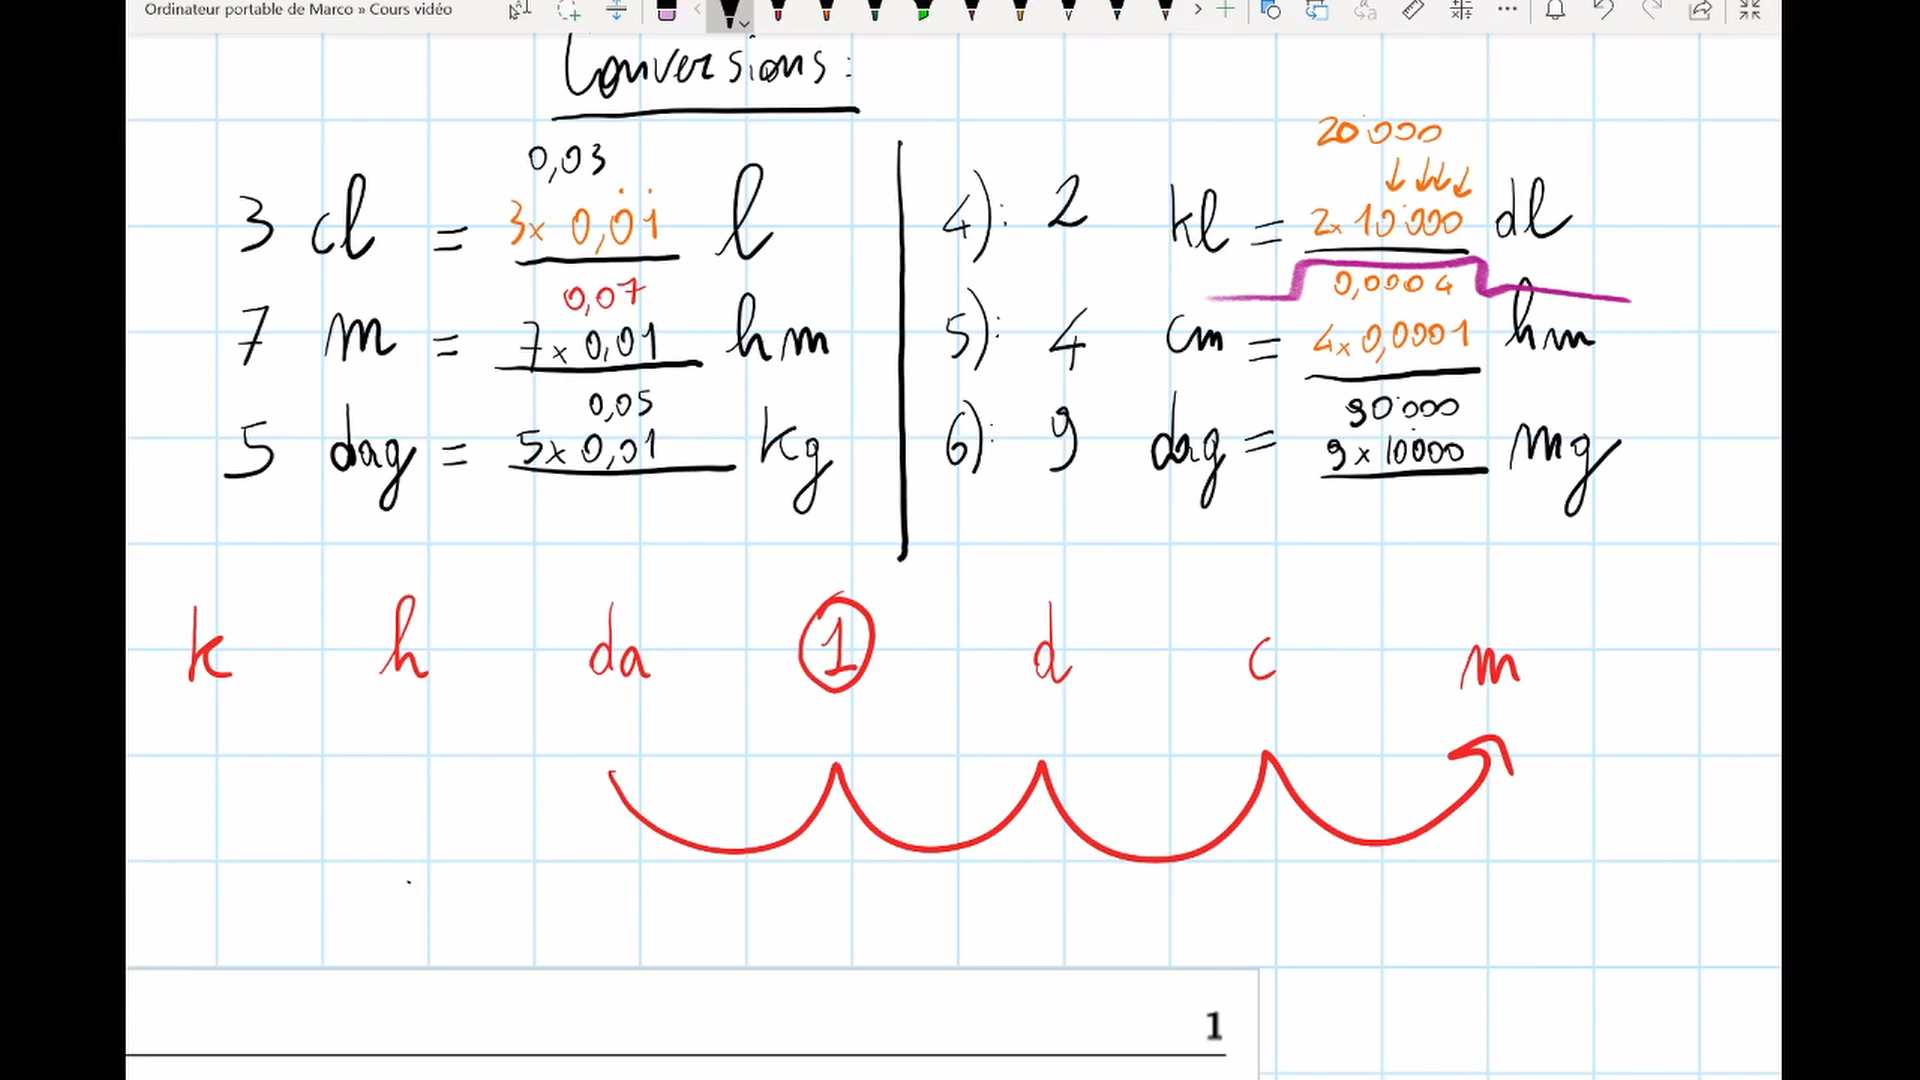 Ordinateur portable de Marco » Cours vidéo
Conversions:
0,03
3 cl = 3x 0,01 l
0,07
7 m = 7 x 0,01 hm
0,05
5 dag = 5x 0,01 kg
20 000
4): 2 kl = 2x 10 000 dl
0,0004
5): 4 cm = 4x 0,0001 hm
90 000
6): 9 dag = 9 x 10000 mg
k h da 1 d c m
1